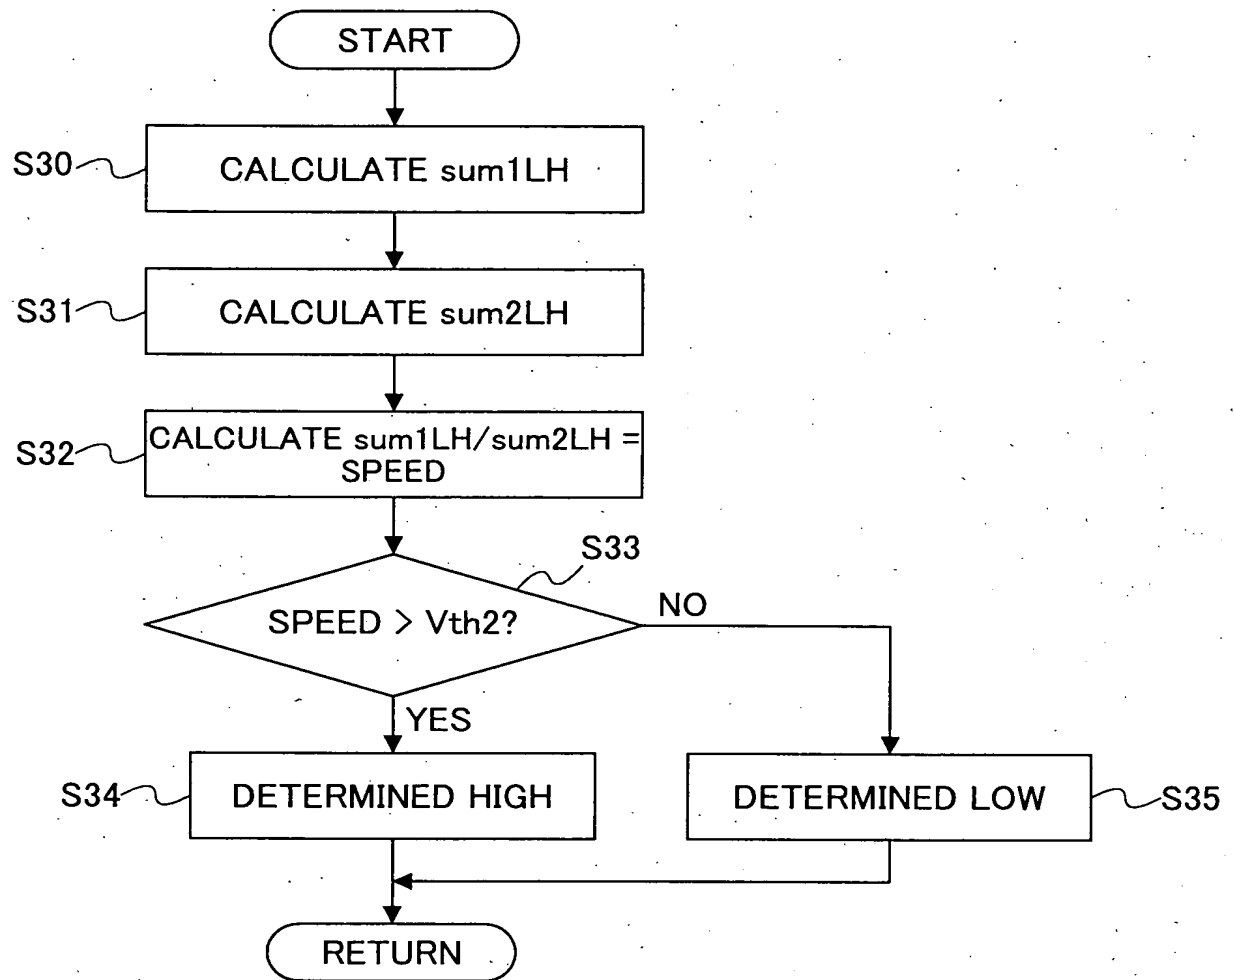 START
S30
CALCULATE sum1LH
S31
CALCULATE sum2LH
S32
CALCULATE sum1LH/sum2LH =
SPEED
S33
SPEED > Vth2?
NO
YES
S34
DETERMINED HIGH
DETERMINED LOW
S35
RETURN